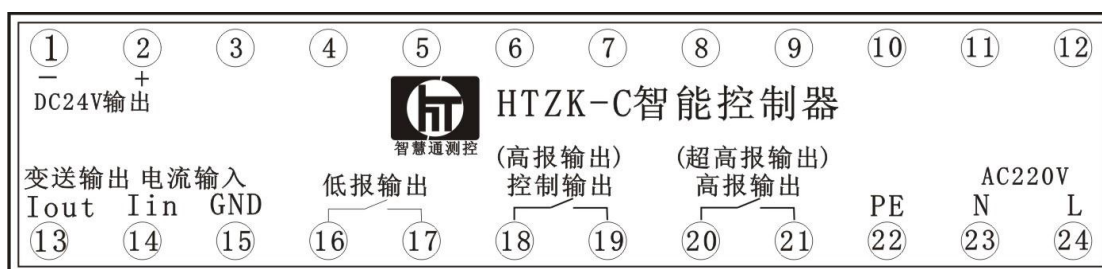 ① ② ③ ④ ⑤ ⑥ ⑦ ⑧ ⑨ ⑩ ⑪ ⑫
− +
DC24V输出
HT
智慧通测控
HTZK-C智能控制器
(高报输出) (超高报输出)
变送输出 电流输入 低报输出 控制输出 高报输出 AC220V
Iout Iin GND PE N L
⑬ ⑭ ⑮ ⑯ ⑰ ⑱ ⑲ ⑳ ㉑ ㉒ ㉓ ㉔